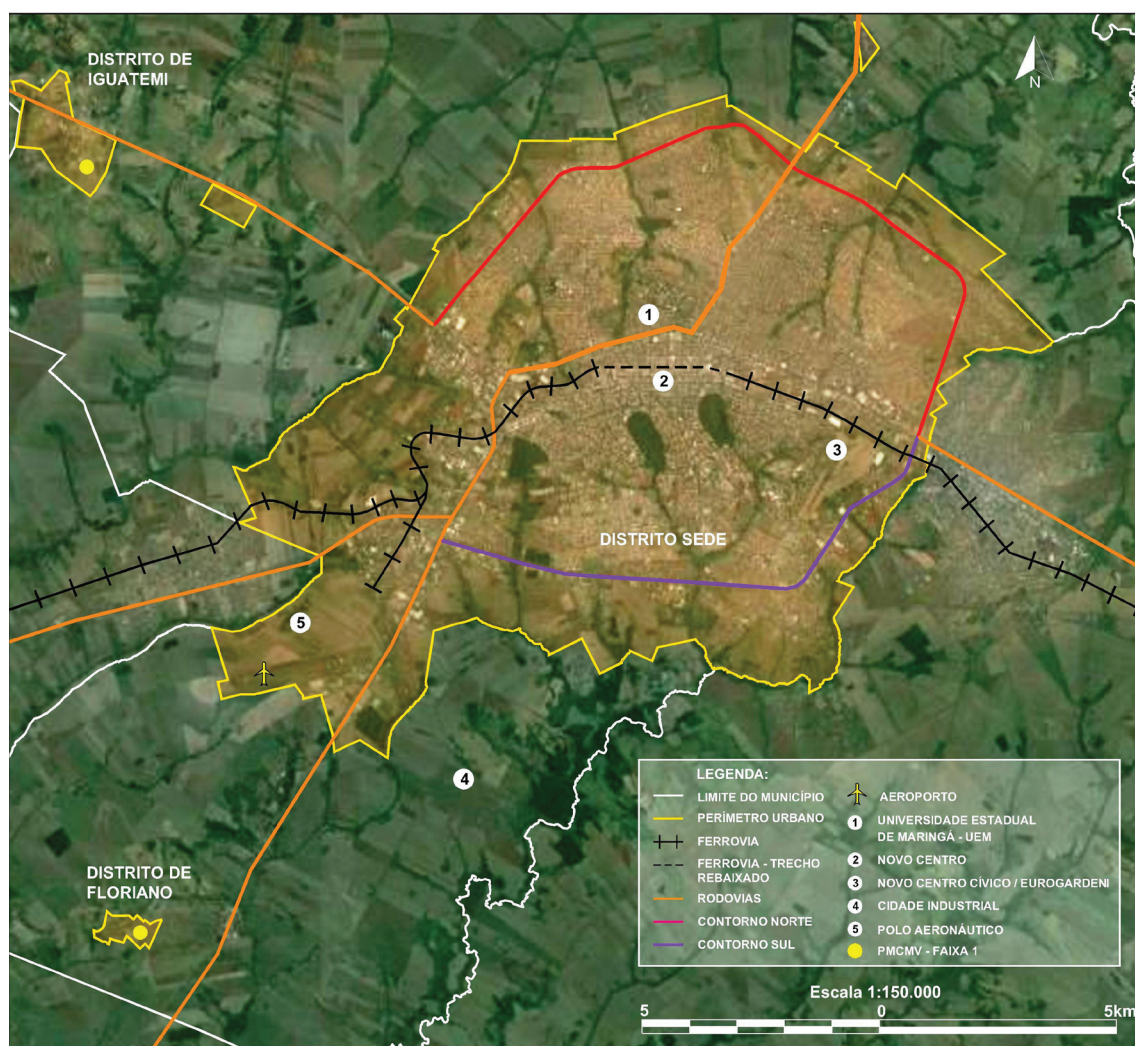 DISTRITO DE
IGUATEMI
N
1
2
3
DISTRITO SEDE
5
4
DISTRITO DE
FLORIANO
LEGENDA:
LIMITE DO MUNICÍPIO
PERÍMETRO URBANO
FERROVIA
FERROVIA - TRECHO
REBAIXADO
RODOVIAS
CONTORNO NORTE
CONTORNO SUL
AEROPORTO
1 UNIVERSIDADE ESTADUAL
DE MARINGÁ - UEM
2 NOVO CENTRO
3 NOVO CENTRO CÍVICO / EUROGARDENI
4 CIDADE INDUSTRIAL
5 POLO AERONÁUTICO
PMCMV - FAIXA 1
Escala 1:150.000
5 0 5km